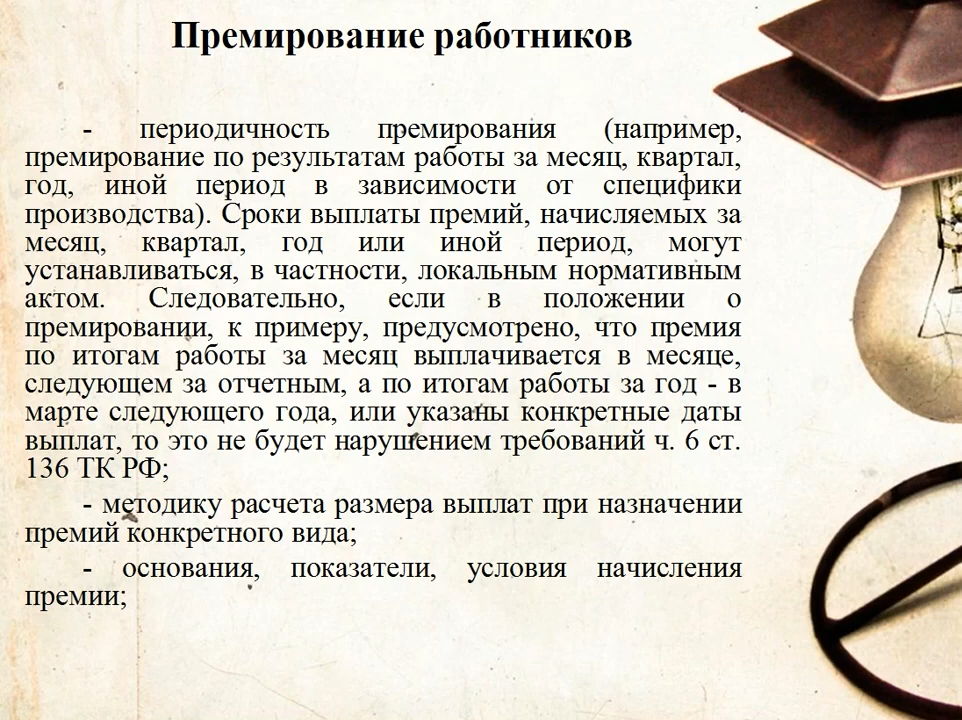 Премирование работников
- периодичность премирования (например,
премирование по результатам работы за месяц, квартал,
год, иной период в зависимости от специфики
производства). Сроки выплаты премий, начисляемых за
месяц, квартал, год или иной период, могут
устанавливаться, в частности, локальным нормативным
актом. Следовательно, если в положении о
премировании, к примеру, предусмотрено, что премия
по итогам работы за месяц выплачивается в месяце,
следующем за отчетным, а по итогам работы за год - в
марте следующего года, или указаны конкретные даты
выплат, то это не будет нарушением требований ч. 6 ст.
136 ТК РФ;
- методику расчета размера выплат при назначении
премий конкретного вида;
- основания, показатели, условия начисления
премии;